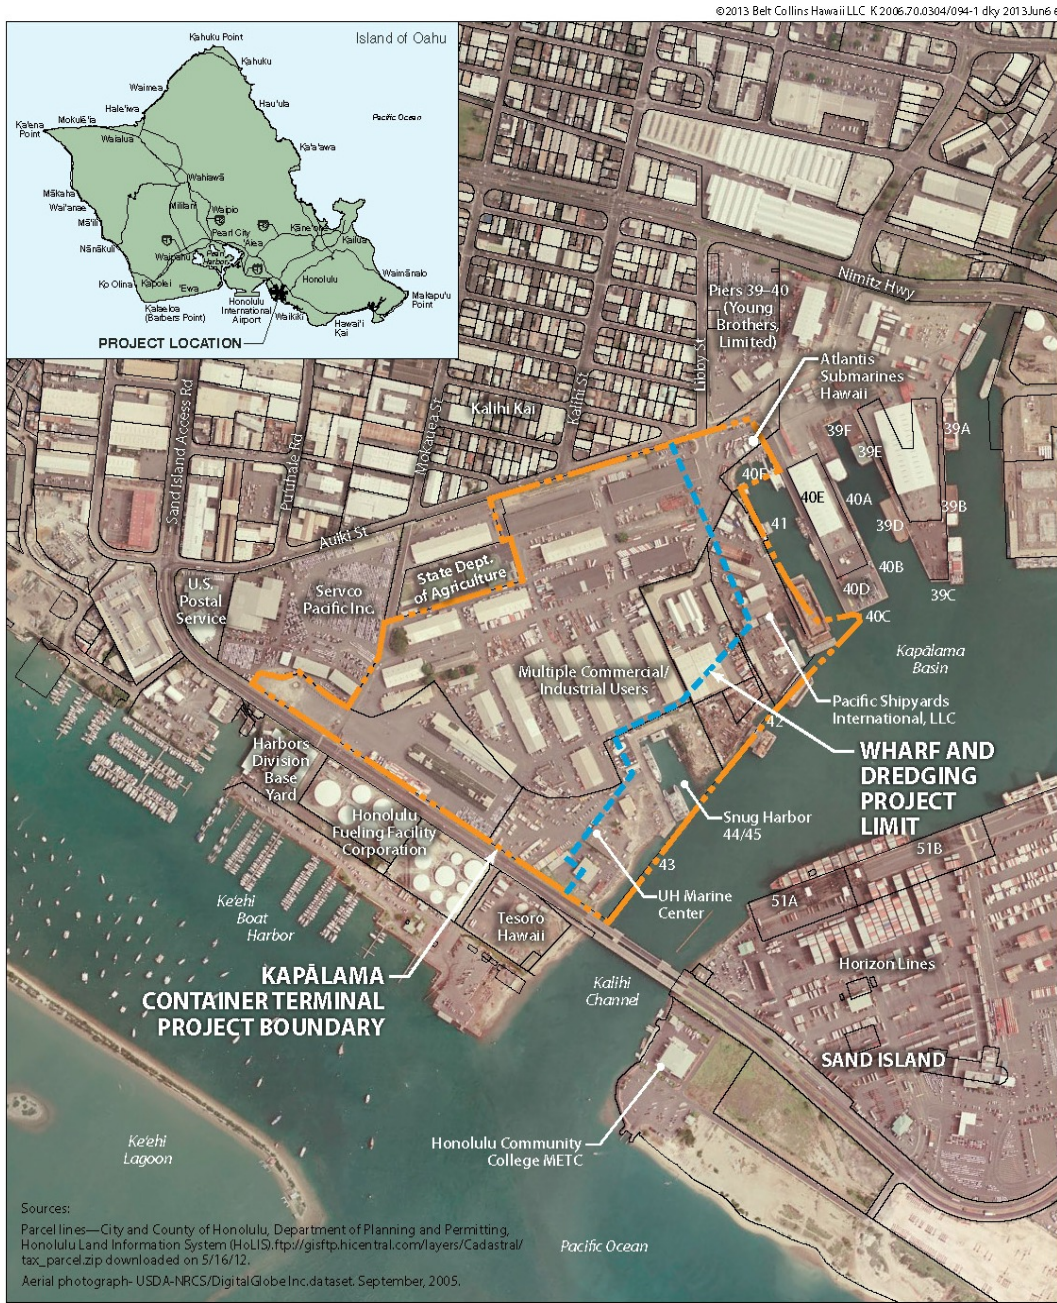 ©2013 Belt Collins Hawaii LLC K2006.70.0304/094-1 dky 2013Jun6
Island of Oahu
Kahuku Point
Kahuku
Waimea
Hau'ula
Hale'iwa
Pacific Ocean
Mokulē'ia
Ka'ena
Point
Waialua
Ka'a'awa
Wahiawā
Mākaha
Wai'anae
Mililani
Waipio
Mā'ili
Pearl City
Kāne'ohe
Kailua
'Aiea
Nānākuli
Waipahu
Pearl
Harbor
Honolulu
Waimānalo
Ko Olina
Kapolei
'Ewa
Makapu'u
Point
Kalaeloa
(Barbers Point)
Honolulu
International
Airport
Waikiki
Hawai'i
Kai
PROJECT LOCATION
Nimitz Hwy
Piers 39–40
(Young
Brothers,
Limited)
Libby St
Atlantis
Submarines
Hawaii
Kalihi St
Kalihi Kai
Mokauea St
Puuhale Rd
Sand Island Access Rd
Auiki St
39F
39A
39E
40F
40E
40A
39B
39D
41
40B
40D
39C
40C
State Dept.
of Agriculture
U.S.
Postal
Service
Servco
Pacific Inc.
Kapālama
Basin
Multiple Commercial/
Industrial Users
Pacific Shipyards
International, LLC
42
WHARF AND
DREDGING
PROJECT
LIMIT
Harbors
Division
Base
Yard
Honolulu
Fueling Facility
Corporation
Snug Harbor
44/45
51B
43
51A
UH Marine
Center
Ke'ehi
Boat
Harbor
Tesoro
Hawaii
KAPĀLAMA
CONTAINER TERMINAL
PROJECT BOUNDARY
Kalihi
Channel
Horizon Lines
SAND ISLAND
Honolulu Community
College METC
Ke'ehi
Lagoon
Pacific Ocean
Sources:
Parcel lines—City and County of Honolulu, Department of Planning and Permitting,
Honolulu Land Information System (HoLIS).ftp://gisftp.hicentral.com/layers/Cadastral/
tax_parcel.zip downloaded on 5/16/12.
Aerial photograph- USDA-NRCS/DigitalGlobe Inc.dataset. September, 2005.